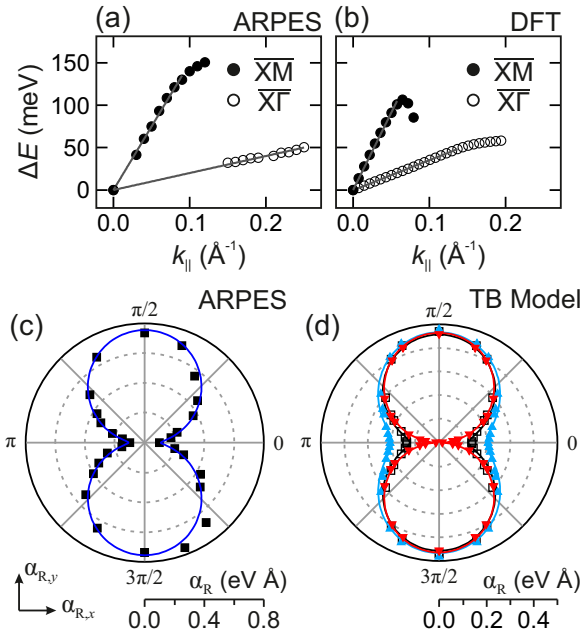 (a) ARPES (b) DFT
150
100
50
0
ΔE (meV)
XM
XΓ
XM
XΓ
0.0 0.1 0.2 0.0 0.1 0.2
k|| (Å-1) k|| (Å-1)
(c) ARPES (d) TB Model
π/2 π/2
π 0 π 0
3π/2 3π/2
αR,y
αR,x
αR (eV Å) αR (eV Å)
0.0 0.4 0.8 0.0 0.2 0.4